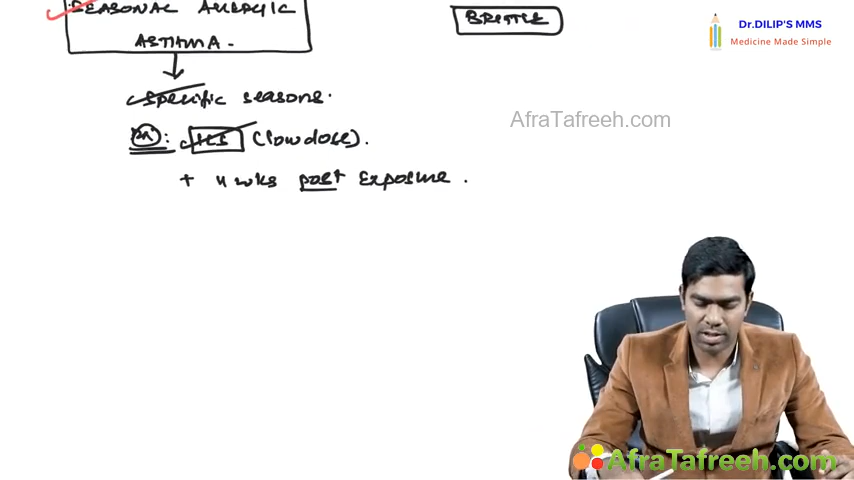 SEASONAL ALLERGIC
ASTHMA.
BRITTLE
Dr.DILIP'S MMS
Medicine Made Simple
specific seasons.
AfraTafreeh.com
Rx: ICS (low dose).
+ 4 wks post exposure.
AfraTafreeh.com